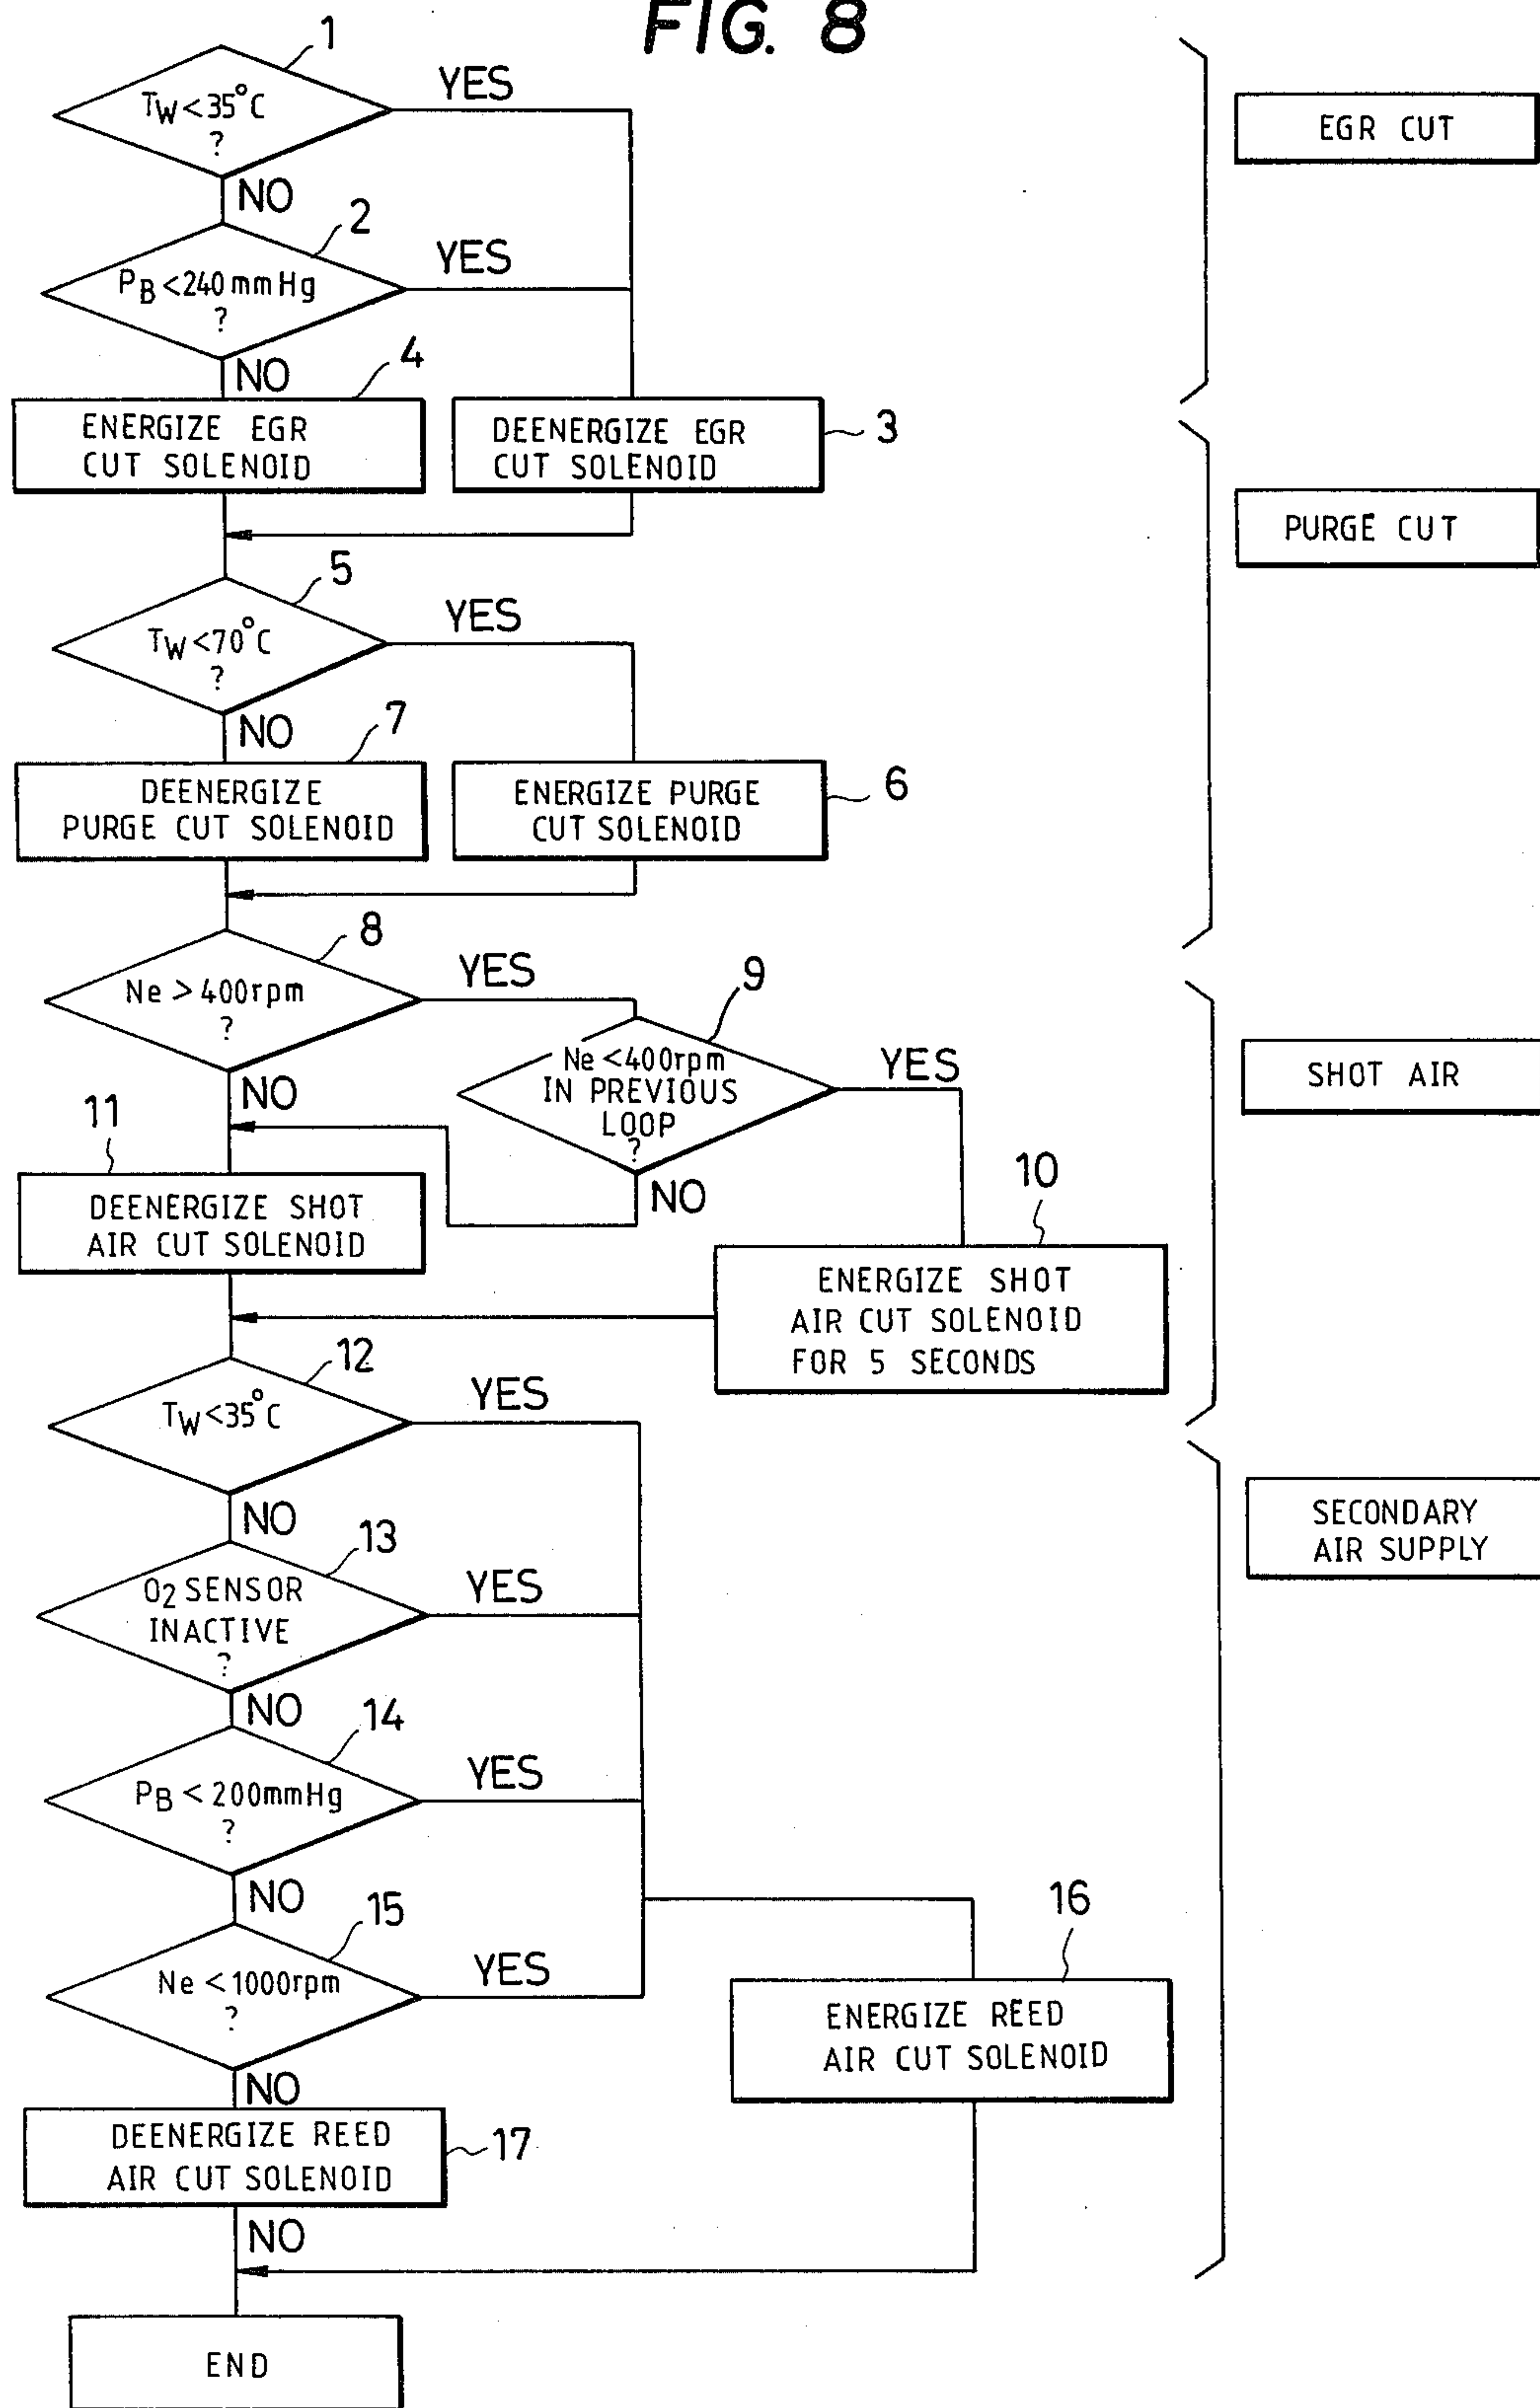 FIG. 8
1
TW<35°C
?
YES
EGR CUT
NO
2
PB<240mmHg
?
YES
NO
4
ENERGIZE EGR
CUT SOLENOID
DEENERGIZE EGR
CUT SOLENOID
3
PURGE CUT
5
TW<70°C
?
YES
NO
7
DEENERGIZE
PURGE CUT SOLENOID
ENERGIZE PURGE
CUT SOLENOID
6
8
Ne>400rpm
?
YES
9
Ne<400rpm
IN PREVIOUS
LOOP
?
YES
SHOT AIR
NO
NO
11
DEENERGIZE SHOT
AIR CUT SOLENOID
10
ENERGIZE SHOT
AIR CUT SOLENOID
FOR 5 SECONDS
12
TW<35°C
YES
NO
SECONDARY
AIR SUPPLY
13
O2 SENSOR
INACTIVE
?
YES
NO
14
PB<200mmHg
?
YES
NO
15
Ne<1000rpm
?
YES
16
ENERGIZE REED
AIR CUT SOLENOID
NO
DEENERGIZE REED
AIR CUT SOLENOID
17
NO
END